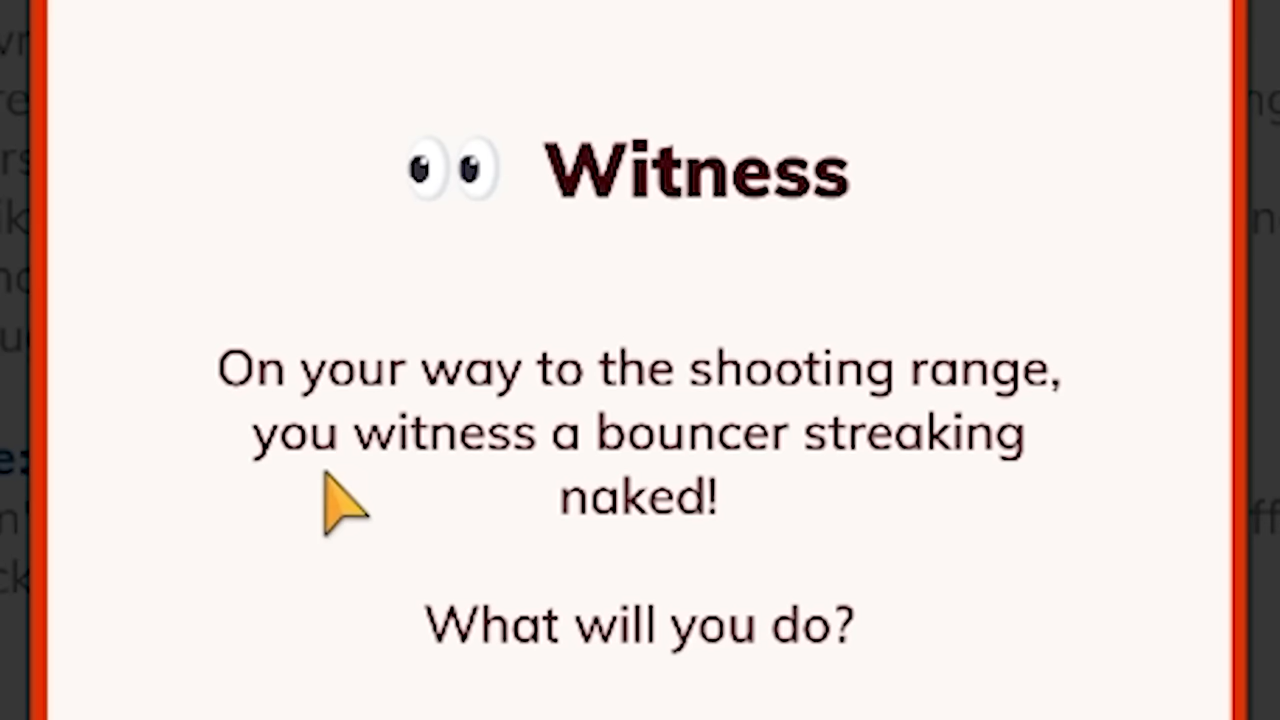 👀 Witness
On your way to the shooting range,
you witness a bouncer streaking
naked!
What will you do?